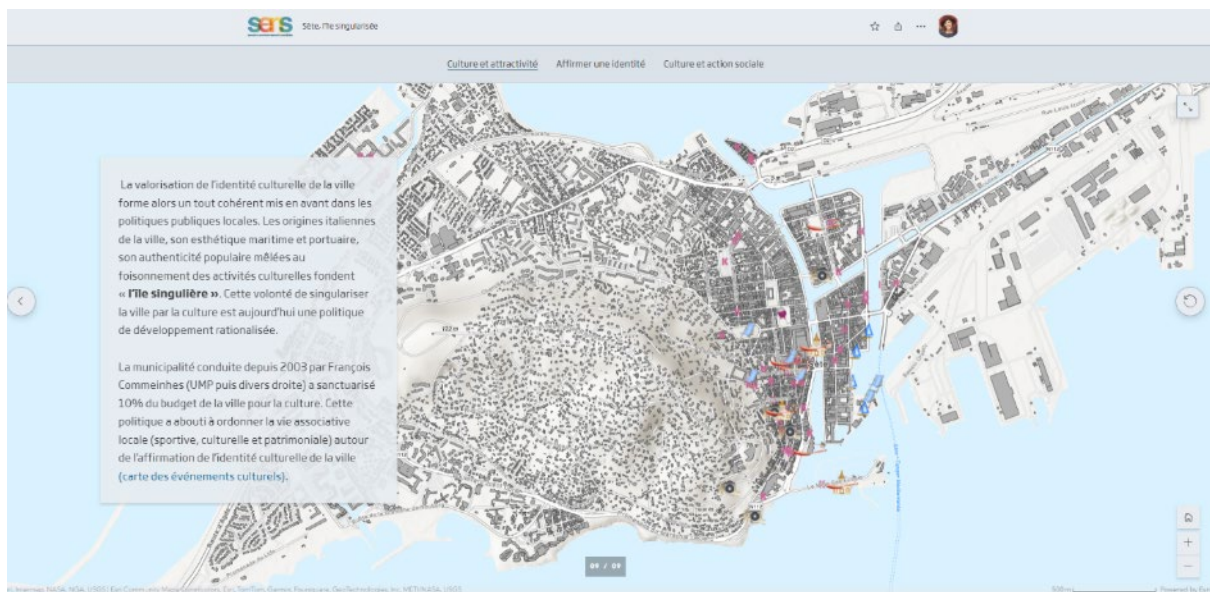 sens Sète, l'île singularisée
Culture et attractivité Affirmer une identité Culture et action sociale
La valorisation de l'identité culturelle de la ville
forme alors un tout cohérent mis en avant dans les
politiques publiques locales. Les origines italiennes
de la ville, son esthétique maritime et portuaire,
son authenticité populaire mêlées au
foisonnement des activités culturelles fondent
« l'île singulière ». Cette volonté de singulariser
la ville par la culture est aujourd'hui une politique
de développement rationalisée.
La municipalité conduite depuis 2003 par François
Commeinhes (UMP puis divers droite) a sanctuarisé
10% du budget de la ville pour la culture. Cette
politique a abouti à ordonner la vie associative
locale (sportive, culturelle et patrimoniale) autour
de l'affirmation de l'identité culturelle de la ville
(carte des événements culturels).
09 / 09
500 m
Powered by Esri